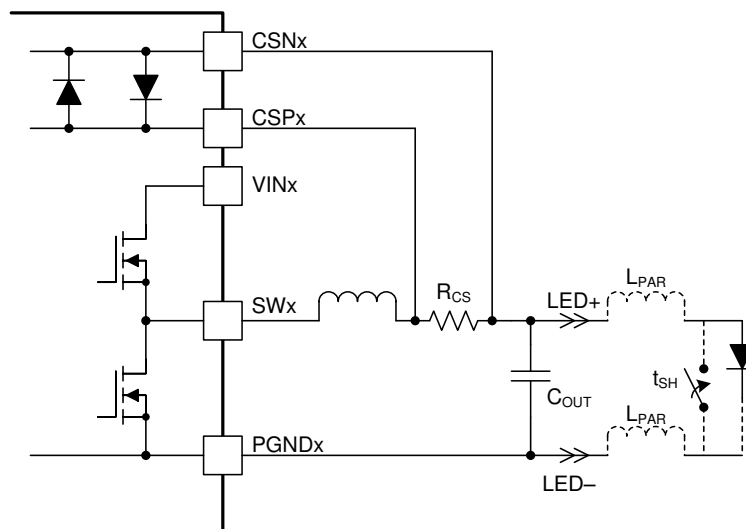 CSNx
CSPx
VINx
SWx
RCS
LED+
LPAR
tSH
COUT
LPAR
PGNDx
LED–